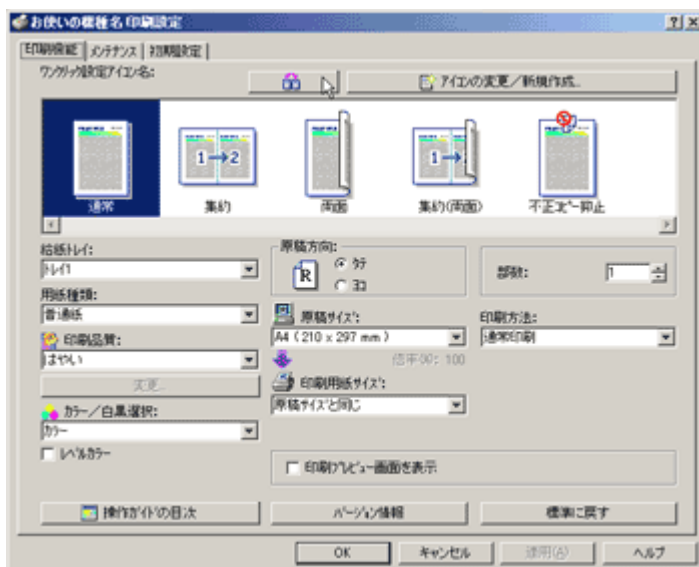 お使いの機種名 印刷設定
印刷機能 メンテナンス 初期設定
ワンクリック設定アイコン名:
アイコンの変更/新規作成...
1→2 1→2
通常 集約 両面 集約(両面) 不正コピー抑止
給紙トレイ:
トレイ1
用紙種類:
普通紙
印刷品質:
はやい
変更...
カラー/白黒選択:
カラー
レベルカラー
原稿方向:
R
タテ
ヨコ
原稿サイズ:
A4 (210 x 297 mm)
倍率(%): 100
印刷用紙サイズ:
原稿サイズと同じ
部数: 1
印刷方法:
通常印刷
印刷プレビュー画面を表示
操作ガイドの目次 バージョン情報 標準に戻す
OK キャンセル 適用(A) ヘルプ